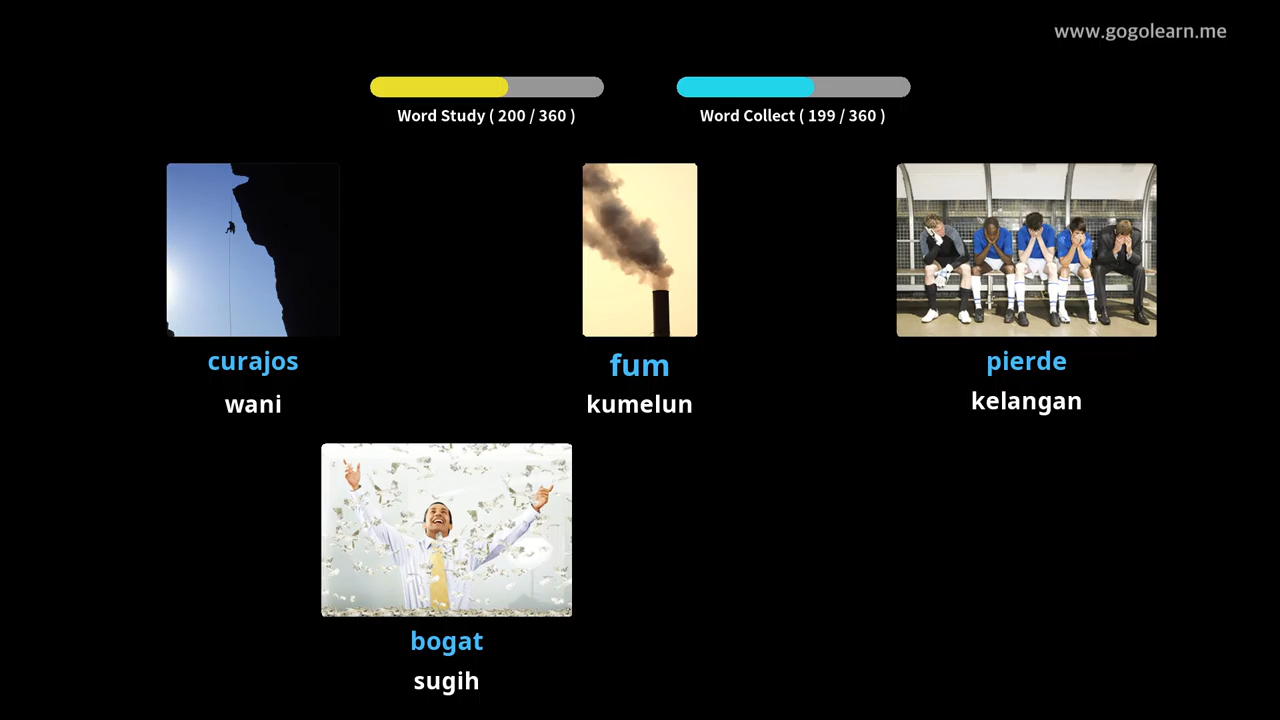 www.gogolearn.me
Word Study ( 200 / 360 )
Word Collect ( 199 / 360 )
curajos
wani
fum
kumelun
pierde
kelangan
bogat
sugih